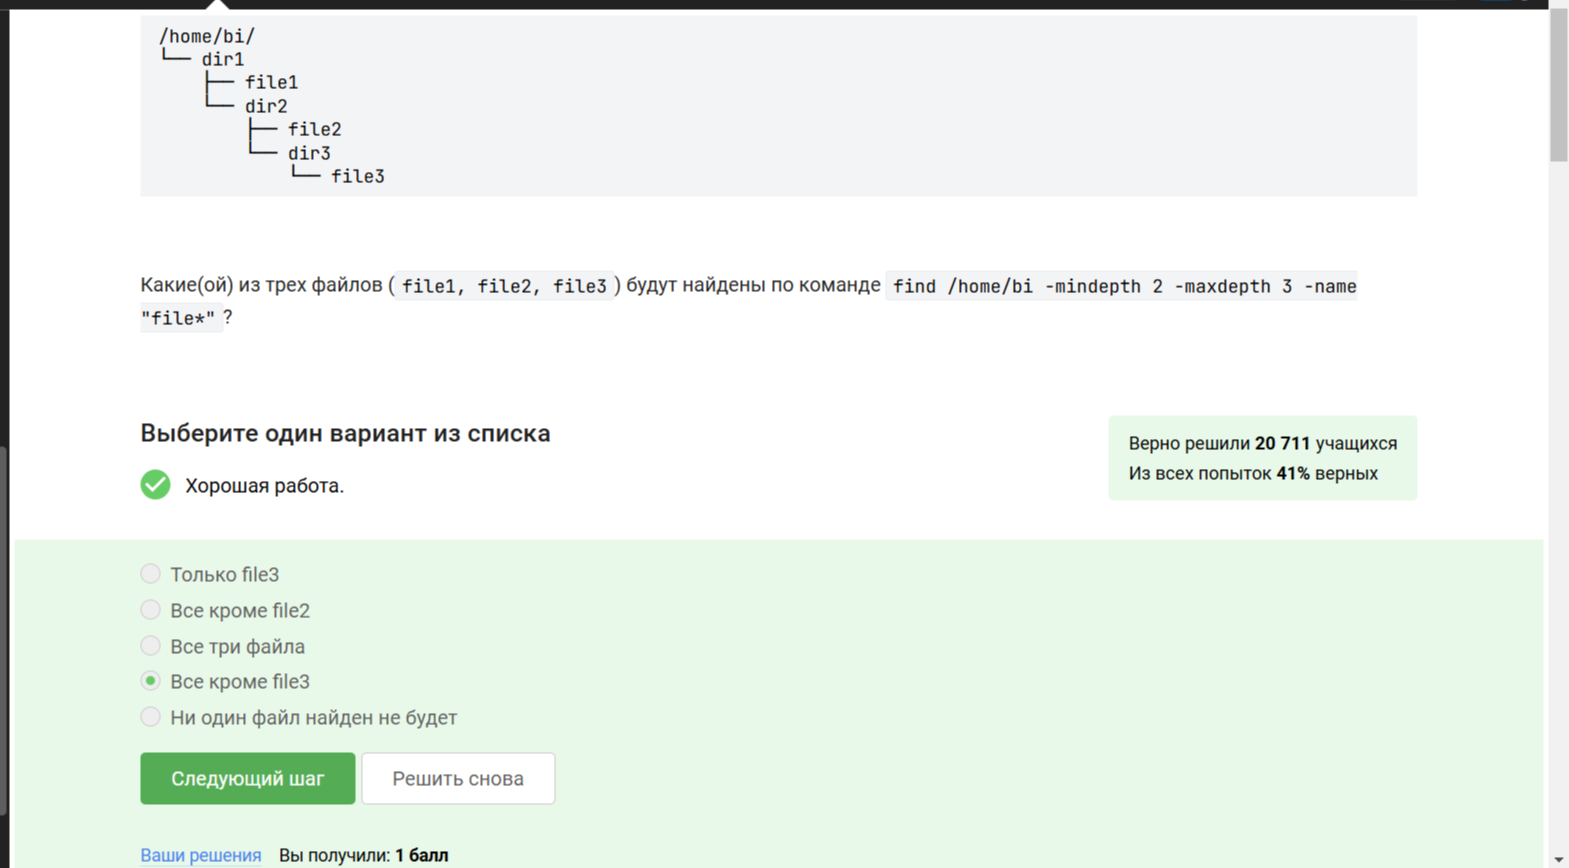 /home/bi/
└── dir1
    ├── file1
    └── dir2
        ├── file2
        └── dir3
            └── file3
Какие(ой) из трех файлов ( file1, file2, file3 ) будут найдены по команде find /home/bi -mindepth 2 -maxdepth 3 -name
"file*" ?
Выберите один вариант из списка
Хорошая работа.
Верно решили 20 711 учащихся
Из всех попыток 41% верных
Только file3
Все кроме file2
Все три файла
Все кроме file3
Ни один файл найден не будет
Следующий шаг
Решить снова
Ваши решения Вы получили: 1 балл